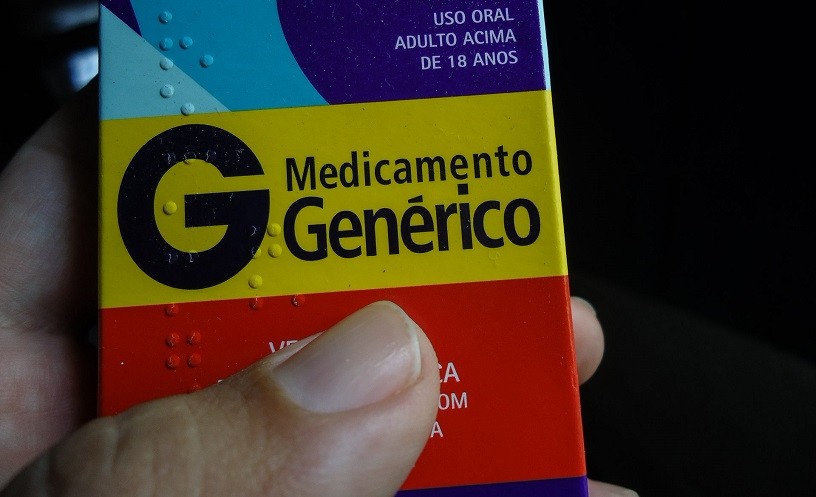 USO ORAL
ADULTO ACIMA
DE 18 ANOS
G Medicamento
Genérico